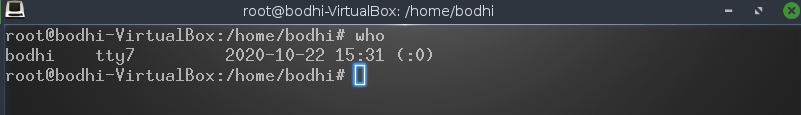 root@bodhi-VirtualBox: /home/bodhi
root@bodhi-VirtualBox:/home/bodhi# who
bodhi    tty7         2020-10-22 15:31 (:0)
root@bodhi-VirtualBox:/home/bodhi#